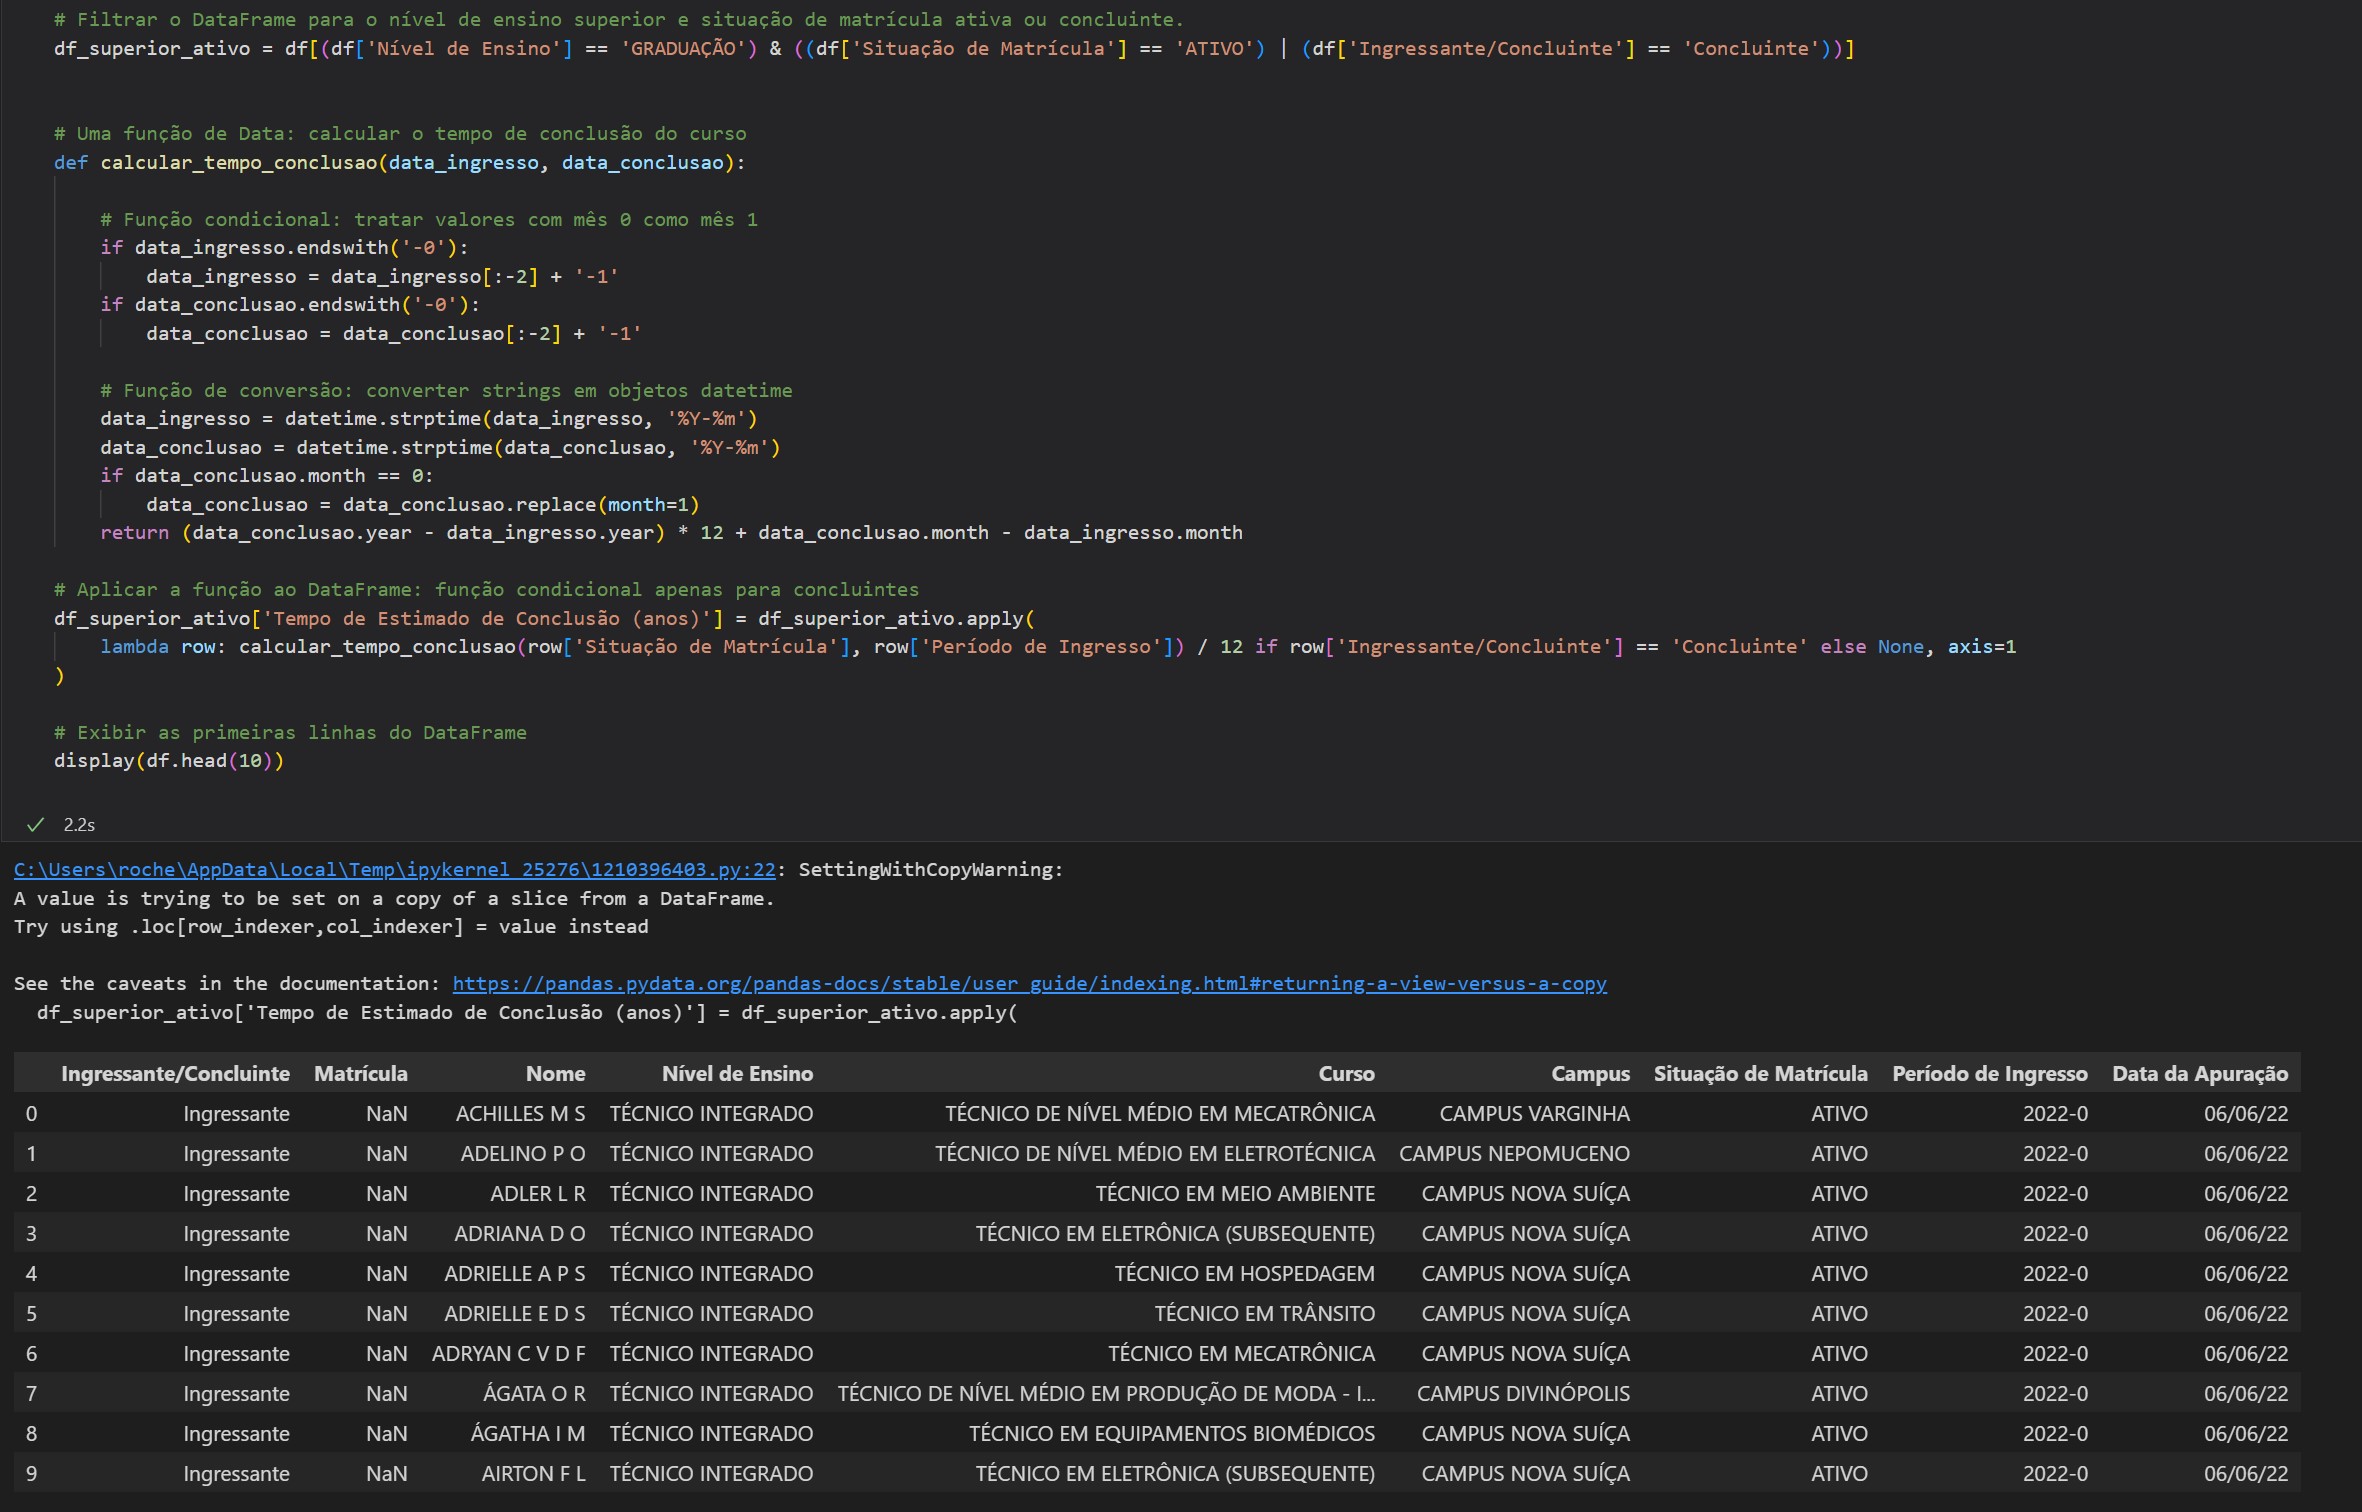 # Filtrar o DataFrame para o nível de ensino superior e situação de matrícula ativa ou concluinte.
df_superior_ativo = df[(df['Nível de Ensino'] == 'GRADUAÇÃO') & ((df['Situação de Matrícula'] == 'ATIVO') | (df['Ingressante/Concluinte'] == 'Concluinte'))]
# Uma função de Data: calcular o tempo de conclusão do curso
def calcular_tempo_conclusao(data_ingresso, data_conclusao):
# Função condicional: tratar valores com mês 0 como mês 1
if data_ingresso.endswith('-0'):
data_ingresso = data_ingresso[:-2] + '-1'
if data_conclusao.endswith('-0'):
data_conclusao = data_conclusao[:-2] + '-1'
# Função de conversão: converter strings em objetos datetime
data_ingresso = datetime.strptime(data_ingresso, '%Y-%m')
data_conclusao = datetime.strptime(data_conclusao, '%Y-%m')
if data_conclusao.month == 0:
data_conclusao = data_conclusao.replace(month=1)
return (data_conclusao.year - data_ingresso.year) * 12 + data_conclusao.month - data_ingresso.month
# Aplicar a função ao DataFrame: função condicional apenas para concluintes
df_superior_ativo['Tempo de Estimado de Conclusão (anos)'] = df_superior_ativo.apply(
lambda row: calcular_tempo_conclusao(row['Situação de Matrícula'], row['Período de Ingresso']) / 12 if row['Ingressante/Concluinte'] == 'Concluinte' else None, axis=1
)
# Exibir as primeiras linhas do DataFrame
display(df.head(10))
✓ 2.2s
C:\Users\roche\AppData\Local\Temp\ipykernel_25276\1210396403.py:22: SettingWithCopyWarning:
A value is trying to be set on a copy of a slice from a DataFrame.
Try using .loc[row_indexer,col_indexer] = value instead
See the caveats in the documentation: https://pandas.pydata.org/pandas-docs/stable/user_guide/indexing.html#returning-a-view-versus-a-copy
df_superior_ativo['Tempo de Estimado de Conclusão (anos)'] = df_superior_ativo.apply(
Ingressante/Concluinte Matrícula Nome Nível de Ensino Curso Campus Situação de Matrícula Período de Ingresso Data da Apuração
0 Ingressante NaN ACHILLES M S TÉCNICO INTEGRADO TÉCNICO DE NÍVEL MÉDIO EM MECATRÔNICA CAMPUS VARGINHA ATIVO 2022-0 06/06/22
1 Ingressante NaN ADELINO P O TÉCNICO INTEGRADO TÉCNICO DE NÍVEL MÉDIO EM ELETROTÉCNICA CAMPUS NEPOMUCENO ATIVO 2022-0 06/06/22
2 Ingressante NaN ADLER L R TÉCNICO INTEGRADO TÉCNICO EM MEIO AMBIENTE CAMPUS NOVA SUÍÇA ATIVO 2022-0 06/06/22
3 Ingressante NaN ADRIANA D O TÉCNICO INTEGRADO TÉCNICO EM ELETRÔNICA (SUBSEQUENTE) CAMPUS NOVA SUÍÇA ATIVO 2022-0 06/06/22
4 Ingressante NaN ADRIELLE A P S TÉCNICO INTEGRADO TÉCNICO EM HOSPEDAGEM CAMPUS NOVA SUÍÇA ATIVO 2022-0 06/06/22
5 Ingressante NaN ADRIELLE E D S TÉCNICO INTEGRADO TÉCNICO EM TRÂNSITO CAMPUS NOVA SUÍÇA ATIVO 2022-0 06/06/22
6 Ingressante NaN ADRYAN C V D F TÉCNICO INTEGRADO TÉCNICO EM MECATRÔNICA CAMPUS NOVA SUÍÇA ATIVO 2022-0 06/06/22
7 Ingressante NaN ÁGATA O R TÉCNICO INTEGRADO TÉCNICO DE NÍVEL MÉDIO EM PRODUÇÃO DE MODA - I... CAMPUS DIVINÓPOLIS ATIVO 2022-0 06/06/22
8 Ingressante NaN ÁGATHA I M TÉCNICO INTEGRADO TÉCNICO EM EQUIPAMENTOS BIOMÉDICOS CAMPUS NOVA SUÍÇA ATIVO 2022-0 06/06/22
9 Ingressante NaN AIRTON F L TÉCNICO INTEGRADO TÉCNICO EM ELETRÔNICA (SUBSEQUENTE) CAMPUS NOVA SUÍÇA ATIVO 2022-0 06/06/22